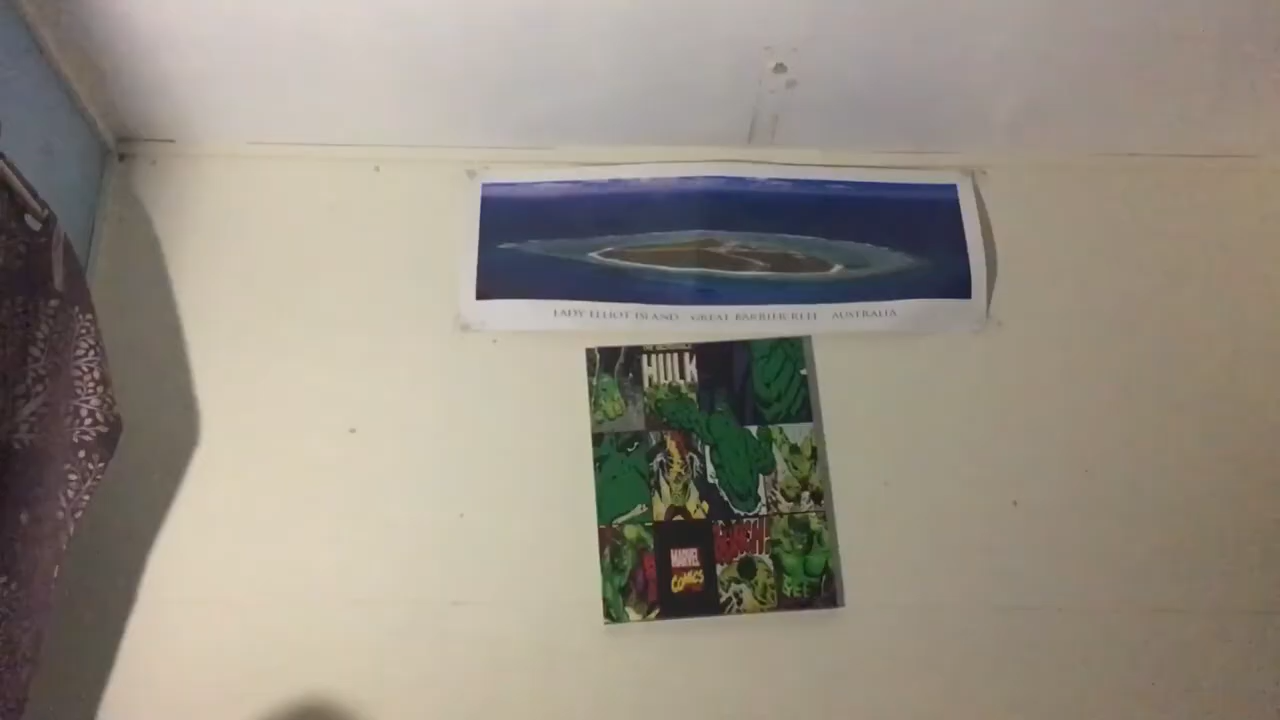 LADY ELLIOT ISLAND GREAT BARRIER REEF AUSTRALIA
HULK
MARVEL
COMICS